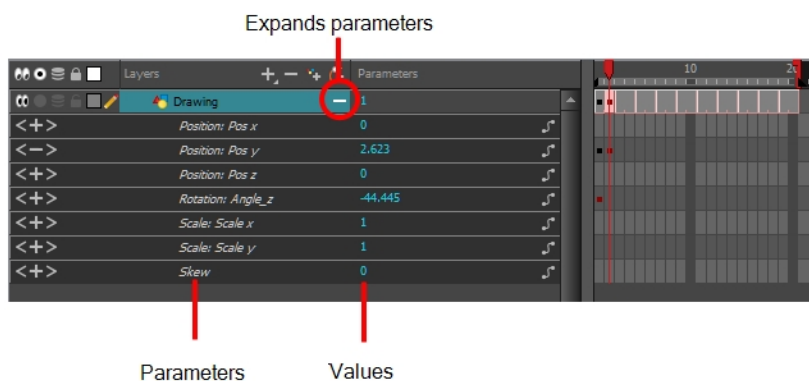 Expands parameters
Layers Parameters 10 2
Drawing 1
<+> Position: Pos x 0
<-> Position: Pos y 2.623
<+> Position: Pos z 0
<+> Rotation: Angle_z -44.445
<+> Scale: Scale x 1
<+> Scale: Scale y 1
<+> Skew 0
Parameters Values